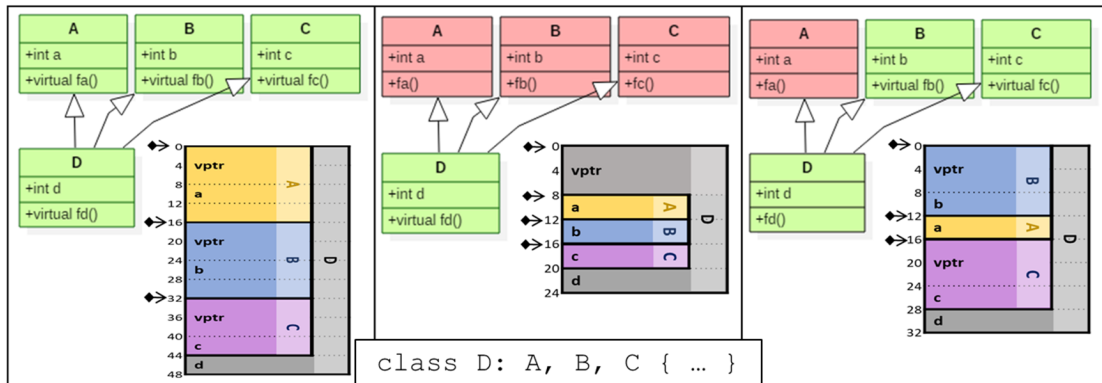 A
+int a
+virtual fa()
B
+int b
+virtual fb()
C
+int c
+virtual fc()
D
+int d
+virtual fd()
0
4
8
12
16
20
24
28
32
36
40
44
48
vptr
a
A
vptr
b
B
vptr
c
C
d
D
A
+int a
+fa()
B
+int b
+fb()
C
+int c
+fc()
D
+int d
+virtual fd()
0
4
8
12
16
20
24
vptr
a
A
b
B
c
C
d
D
A
+int a
+fa()
B
+int b
+virtual fb()
C
+int c
+virtual fc()
D
+int d
+fd()
0
4
8
12
16
20
24
28
32
vptr
b
B
a
A
vptr
c
C
d
D
class D: A, B, C { … }